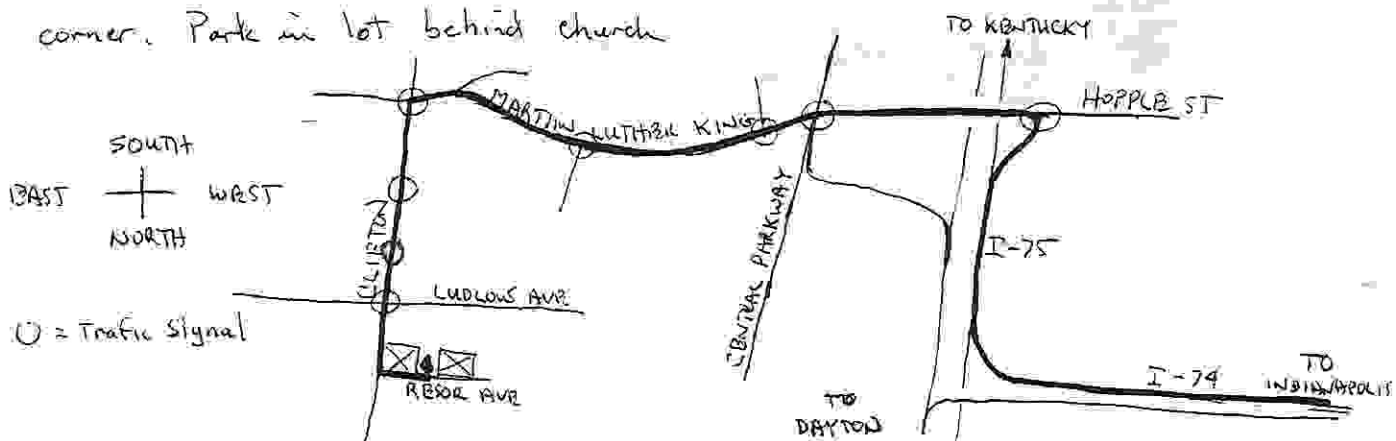 corner. Park in lot behind church
TO KENTUCKY
HOPPLE ST
MARTIN LUTHER KING
SOUTH
EAST
WEST
NORTH
CLIFTON
CENTRAL PARKWAY
I-75
LUDLOW AVE
O = Trafic Signal
RESOR AVE
I-74
TO
INDIANAPOLIS
TO
DAYTON